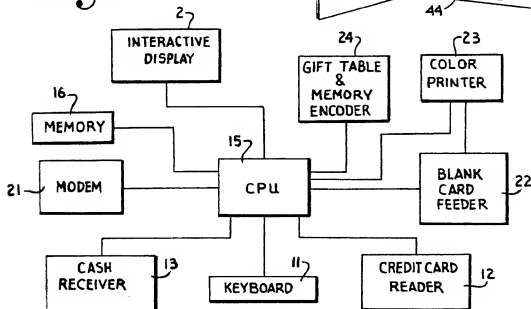 44
2
INTERACTIVE
DISPLAY
24
GIFT TABLE
&
MEMORY
ENCODER
23
COLOR
PRINTER
16
MEMORY
15
CPU
21
MODEM
BLANK
CARD
FEEDER
22
CASH
RECEIVER
13
11
KEYBOARD
CREDIT CARD
READER
12